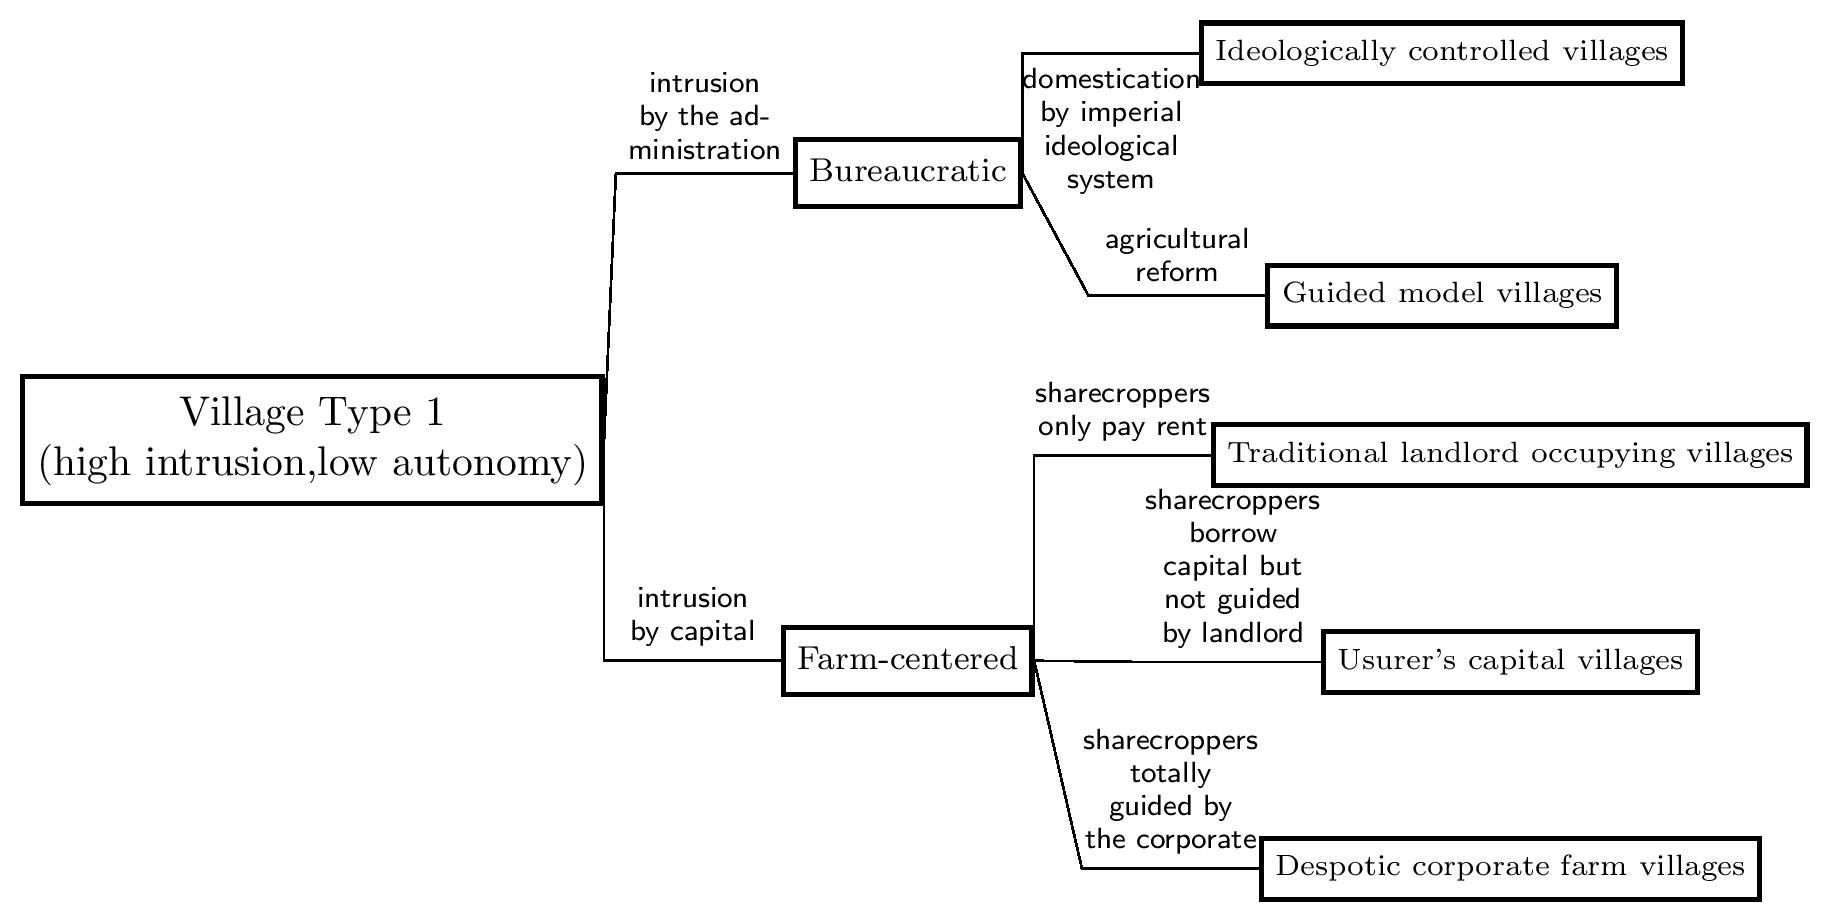 Village Type 1
(high intrusion,low autonomy)
intrusion
by the ad-
ministration
Bureaucratic
domestication
by imperial
ideological
system
Ideologically controlled villages
agricultural
reform
Guided model villages
intrusion
by capital
Farm-centered
sharecroppers
only pay rent
Traditional landlord occupying villages
sharecroppers
borrow
capital but
not guided
by landlord
Usurer's capital villages
sharecroppers
totally
guided by
the corporate
Despotic corporate farm villages